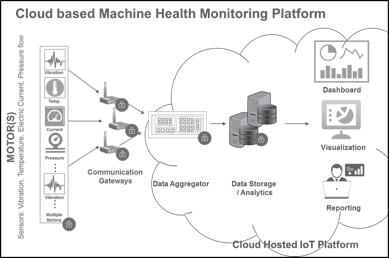 Cloud based Machine Health Monitoring Platform
MOTOR(S)
Sensors: Vibration, Temperature, Electric Current, Pressure flow
Vibration
Temp.
Current
Pressure
Vibration
Multiple
Motors
Communication
Gateways
Data Aggregator
Data Storage
/ Analytics
Dashboard
Visualization
Reporting
Cloud Hosted IoT Platform